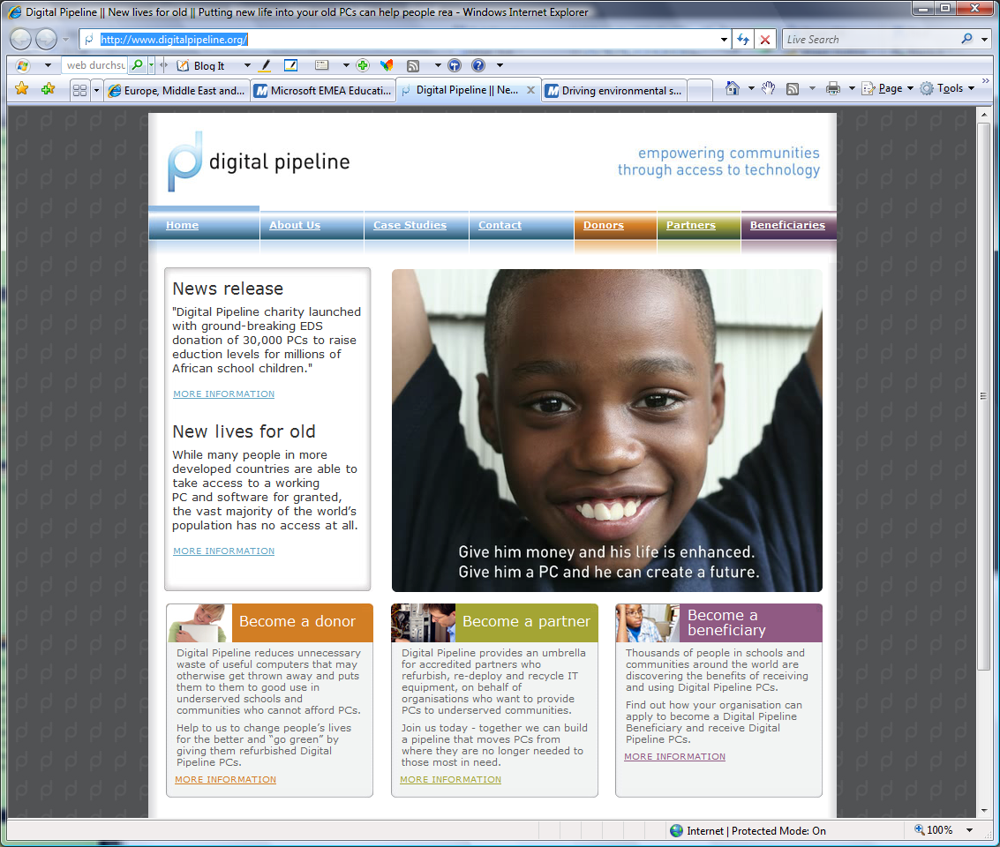 Digital Pipeline || New lives for old || Putting new life into your old PCs can help people rea - Windows Internet Explorer
http://www.digitalpipeline.org/
Live Search
web durchsu
Blog It
Europe, Middle East and...
Microsoft EMEA Educati...
Digital Pipeline || Ne...
Driving environmental s...
Page
Tools
digital pipeline
empowering communities
through access to technology
Home
About Us
Case Studies
Contact
Donors
Partners
Beneficiaries
News release
"Digital Pipeline charity launched
with ground-breaking EDS
donation of 30,000 PCs to raise
eduction levels for millions of
African school children."
MORE INFORMATION
New lives for old
While many people in more
developed countries are able to
take access to a working
PC and software for granted,
the vast majority of the world's
population has no access at all.
MORE INFORMATION
Give him money and his life is enhanced.
Give him a PC and he can create a future.
Become a donor
Digital Pipeline reduces unnecessary
waste of useful computers that may
otherwise get thrown away and puts
them to them to good use in
underserved schools and
communities who cannot afford PCs.
Help to us to change people's lives
for the better and "go green" by
giving them refurbished Digital
Pipeline PCs.
MORE INFORMATION
Become a partner
Digital Pipeline provides an umbrella
for accredited partners who
refurbish, re-deploy and recycle IT
equipment, on behalf of
organisations who want to provide
PCs to underserved communities.
Join us today - together we can build
a pipeline that moves PCs from
where they are no longer needed to
those most in need.
MORE INFORMATION
Become a
beneficiary
Thousands of people in schools and
communities around the world are
discovering the benefits of receiving
and using Digital Pipeline PCs.
Find out how your organisation can
apply to become a Digital Pipeline
Beneficiary and receive Digital
Pipeline PCs.
MORE INFORMATION
Internet | Protected Mode: On
100%